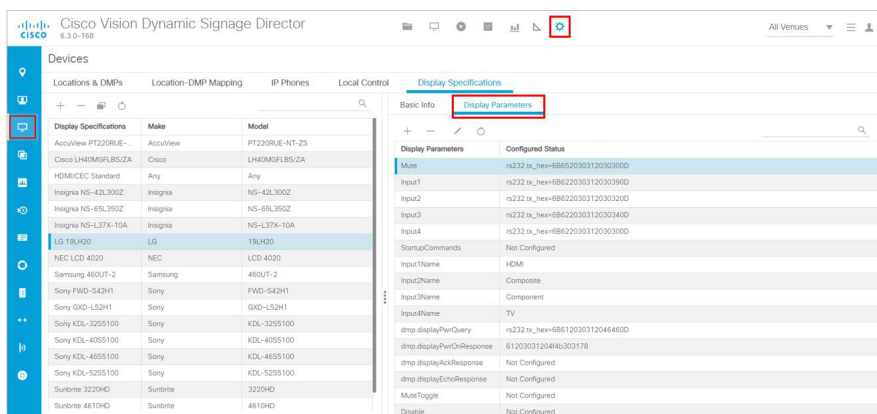 CISCO
Cisco Vision Dynamic Signage Director
6.3.0-168
All Venues
Devices
Locations & DMPs
Location-DMP Mapping
IP Phones
Local Control
Display Specifications
Display Specifications Make Model
AccuView PT220RUE-... AccuView PT220RUE-NT-ZS
Cisco LH40MGFLBS/ZA Cisco LH40MGFLBS/ZA
HDMI/CEC Standard Any Any
Insignia NS-42L300Z Insignia NS-42L300Z
Insignia NS-65L350Z Insignia NS-65L350Z
Insignia NS-L37X-10A Insignia NS-L37X-10A
LG 19LH20 LG 19LH20
NEC LCD 4020 NEC LCD 4020
Samsung 460UT-2 Samsung 460UT-2
Sony FWD-S42H1 Sony FWD-S42H1
Sony GXD-L52H1 Sony GXD-L52H1
Sony KDL-32S5100 Sony KDL-32S5100
Sony KDL-40S5100 Sony KDL-40S5100
Sony KDL-46S5100 Sony KDL-46S5100
Sony KDL-52S5100 Sony KDL-52S5100
Sunbrite 3220HD Sunbrite 3220HD
Sunbrite 4610HD Sunbrite 4610HD
Basic Info
Display Parameters
Display Parameters Configured Status
Mute rs232.tx_hex=6B652030312030300D
Input1 rs232.tx_hex=6B622030312030390D
Input2 rs232.tx_hex=6B622030312030320D
Input3 rs232.tx_hex=6B622030312030340D
Input4 rs232.tx_hex=6B622030312030300D
StartupCommands Not Configured
Input1Name HDMI
Input2Name Composite
Input3Name Component
Input4Name TV
dmp.displayPwrQuery rs232.tx_hex=6B612030312046460D
dmp.displayPwrOnResponse 61203031204f4b303178
dmp.displayAckResponse Not Configured
dmp.displayEchoResponse Not Configured
MuteToggle Not Configured
Disable Not Configured